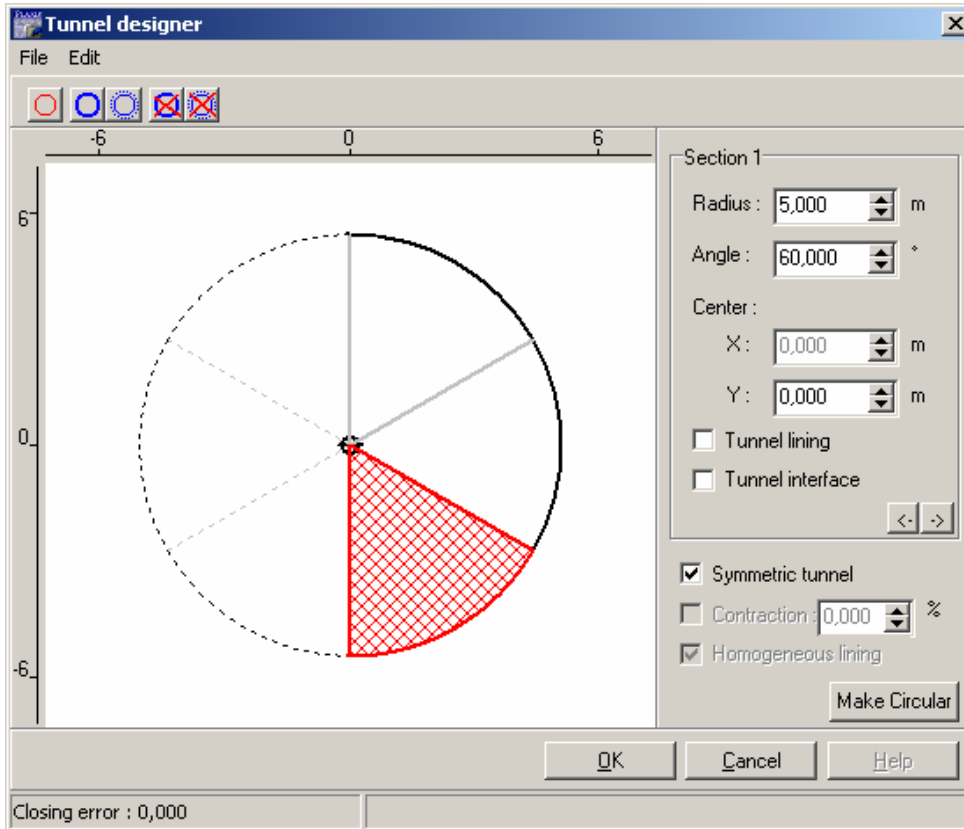 Tunnel designer
File Edit
-6 0 6
6
0
-6
Section 1
Radius : 5,000 m
Angle : 60,000 °
Center :
X : 0,000 m
Y : 0,000 m
Tunnel lining
Tunnel interface
<- ->
Symmetric tunnel
Contraction : 0,000 %
Homogeneous lining
Make Circular
OK Cancel Help
Closing error : 0,000